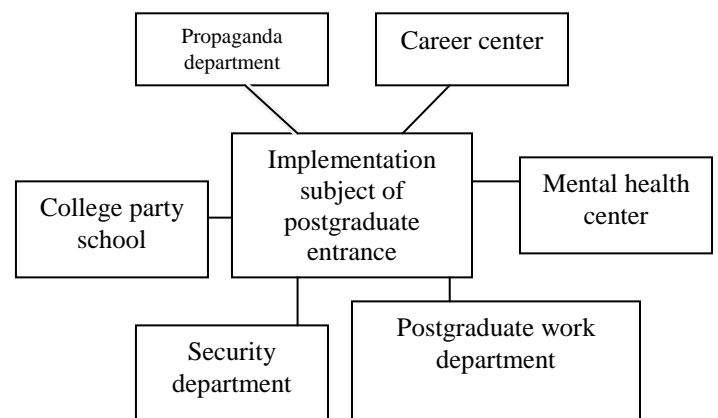 Propaganda
department
Career center
Implementation
subject of
postgraduate
entrance
Mental health
center
College party
school
Security
department
Postgraduate work
department